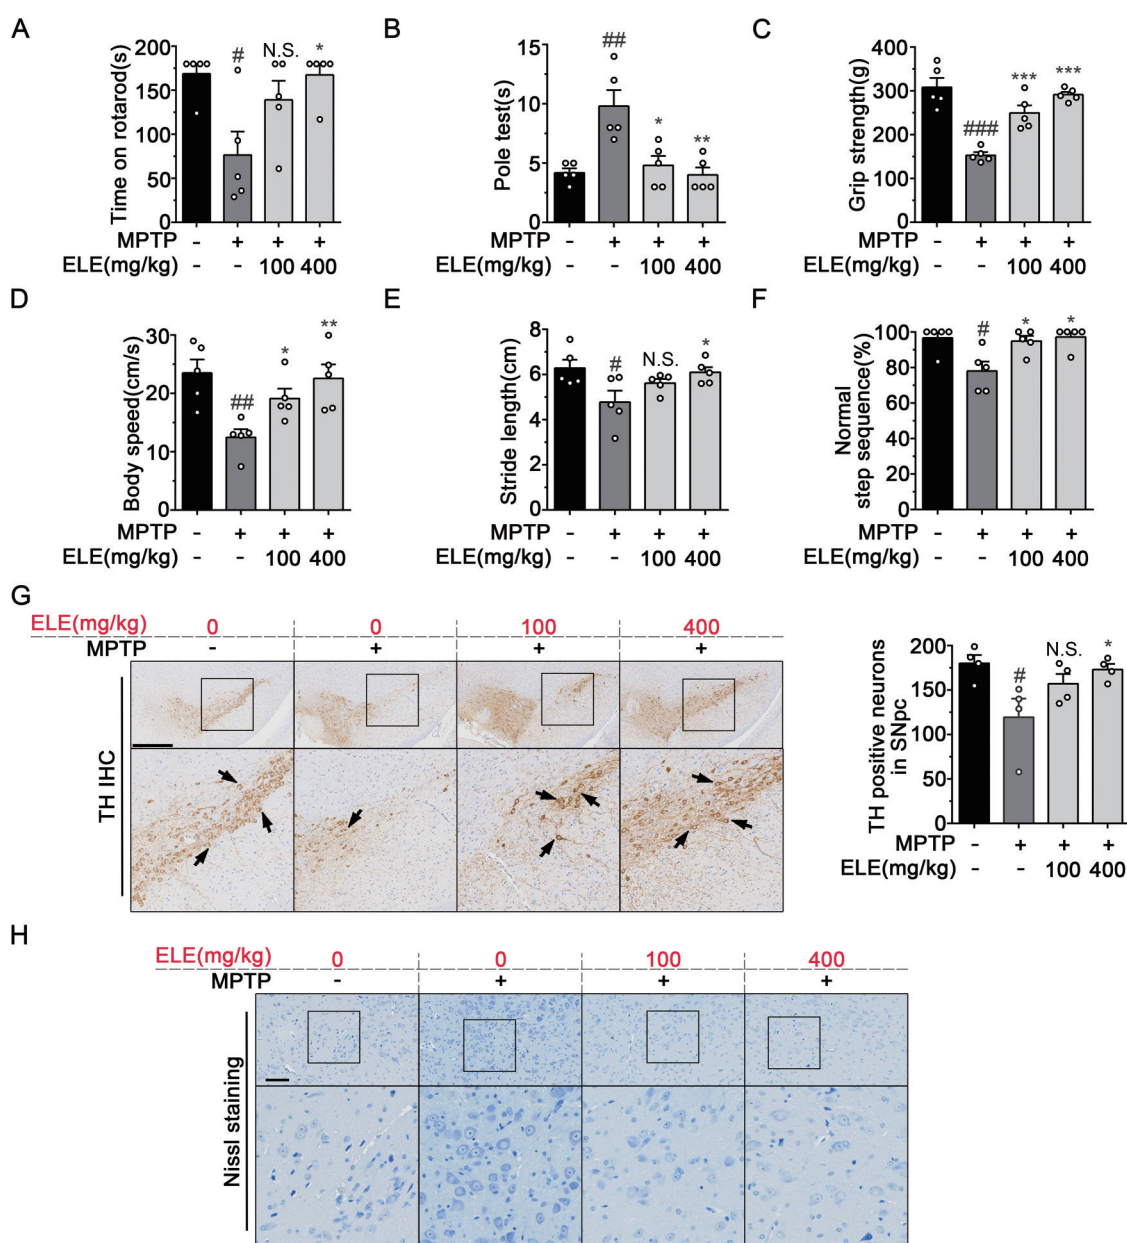 A
Time on rotarod(s)
200
150
100
50
0
# N.S. *
MPTP - + + +
ELE(mg/kg) - - 100 400
B
Pole test(s)
15
10
5
0
## * **
MPTP - + + +
ELE(mg/kg) - - 100 400
C
Grip strength(g)
400
300
200
100
0
### *** ***
MPTP - + + +
ELE(mg/kg) - - 100 400
D
Body speed(cm/s)
30
20
10
0
## * **
MPTP - + + +
ELE(mg/kg) - - 100 400
E
Stride length(cm)
8
6
4
2
0
# N.S. *
MPTP - + + +
ELE(mg/kg) - - 100 400
F
Normal
step sequence(%)
100
80
60
40
20
0
# * *
MPTP - + + +
ELE(mg/kg) - - 100 400
G
ELE(mg/kg) 0 0 100 400
MPTP - + + +
TH IHC
TH positive neurons
in SNpc
200
150
100
50
0
# N.S. *
MPTP - + + +
ELE(mg/kg) - - 100 400
H
ELE(mg/kg) 0 0 100 400
MPTP - + + +
Nissl staining